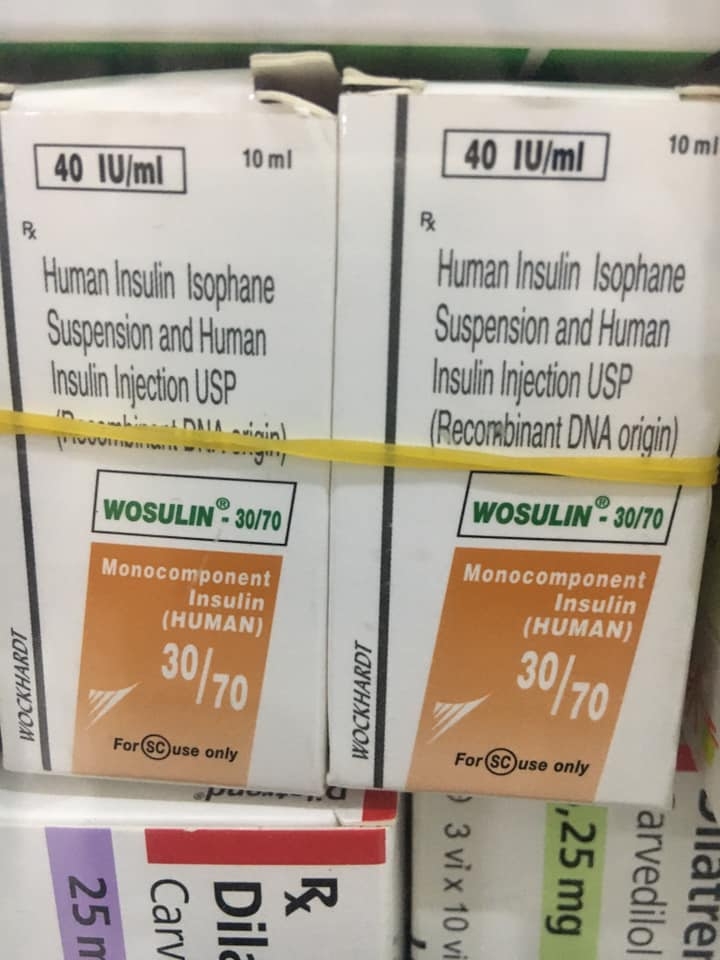 40 IU/ml
10 ml
Rx
Human Insulin Isophane
Suspension and Human
Insulin Injection USP
(Recombinant DNA origin)
WOSULIN® - 30/70
Monocomponent
Insulin
(HUMAN)
30/70
For SC use only
WOCKHARDT
40 IU/ml
10 ml
Rx
Human Insulin Isophane
Suspension and Human
Insulin Injection USP
(Recombinant DNA origin)
WOSULIN® - 30/70
Monocomponent
Insulin
(HUMAN)
30/70
For SC use only
WOCKHARDT
Rx
25 m
3 vỉ x 10 vi
,25 mg
arvedilol